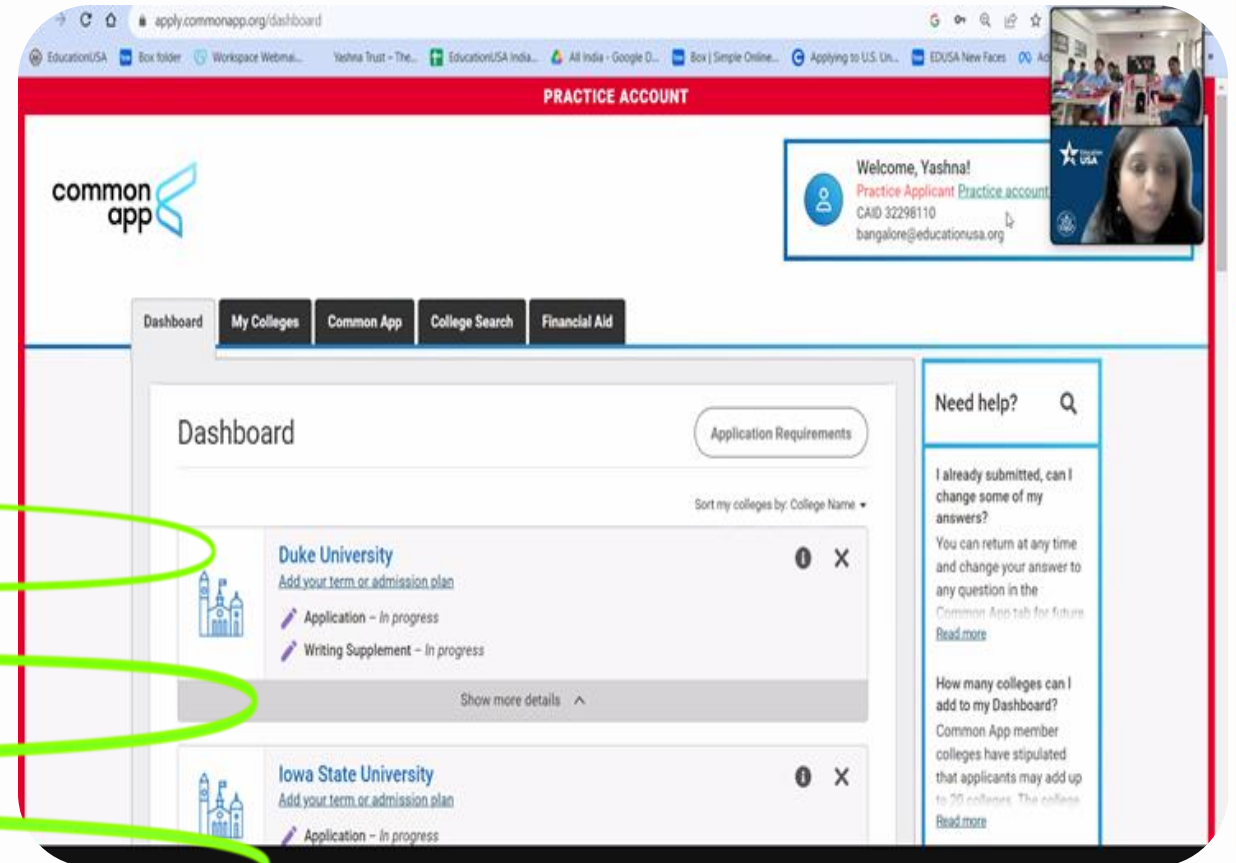 apply.commonapp.org/dashboard
EducationUSA Box folder Workspace Webmai... Yashna Trust – The... EducationUSA India... All India - Google D... Box | Simple Online... Applying to U.S. Un... EDUSA New Faces
PRACTICE ACCOUNT
common
app
Welcome, Yashna!
Practice Applicant Practice account
CAID 32298110
bangalore@educationusa.org
Education
USA
Dashboard My Colleges Common App College Search Financial Aid
Dashboard
Application Requirements
Sort my colleges by: College Name
Duke University
Add your term or admission plan
Application – In progress
Writing Supplement – In progress
Show more details
Iowa State University
Add your term or admission plan
Application – In progress
Need help?
I already submitted, can I
change some of my
answers?
You can return at any time
and change your answer to
any question in the
Common App tab for future
Read more
How many colleges can I
add to my Dashboard?
Common App member
colleges have stipulated
that applicants may add up
to 20 colleges. The college
Read more